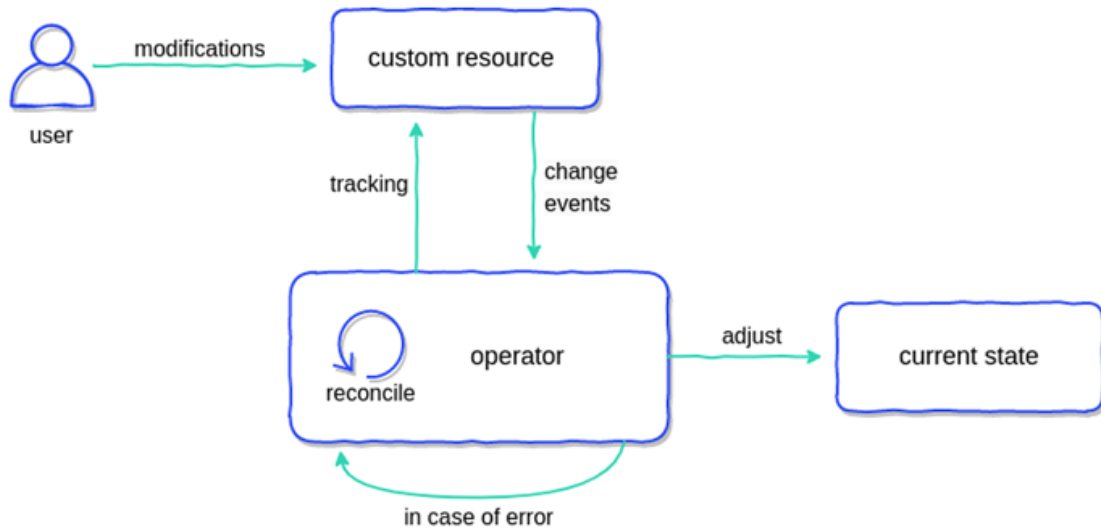 modifications
custom resource
user
tracking
change
events
operator
reconcile
adjust
current state
in case of error